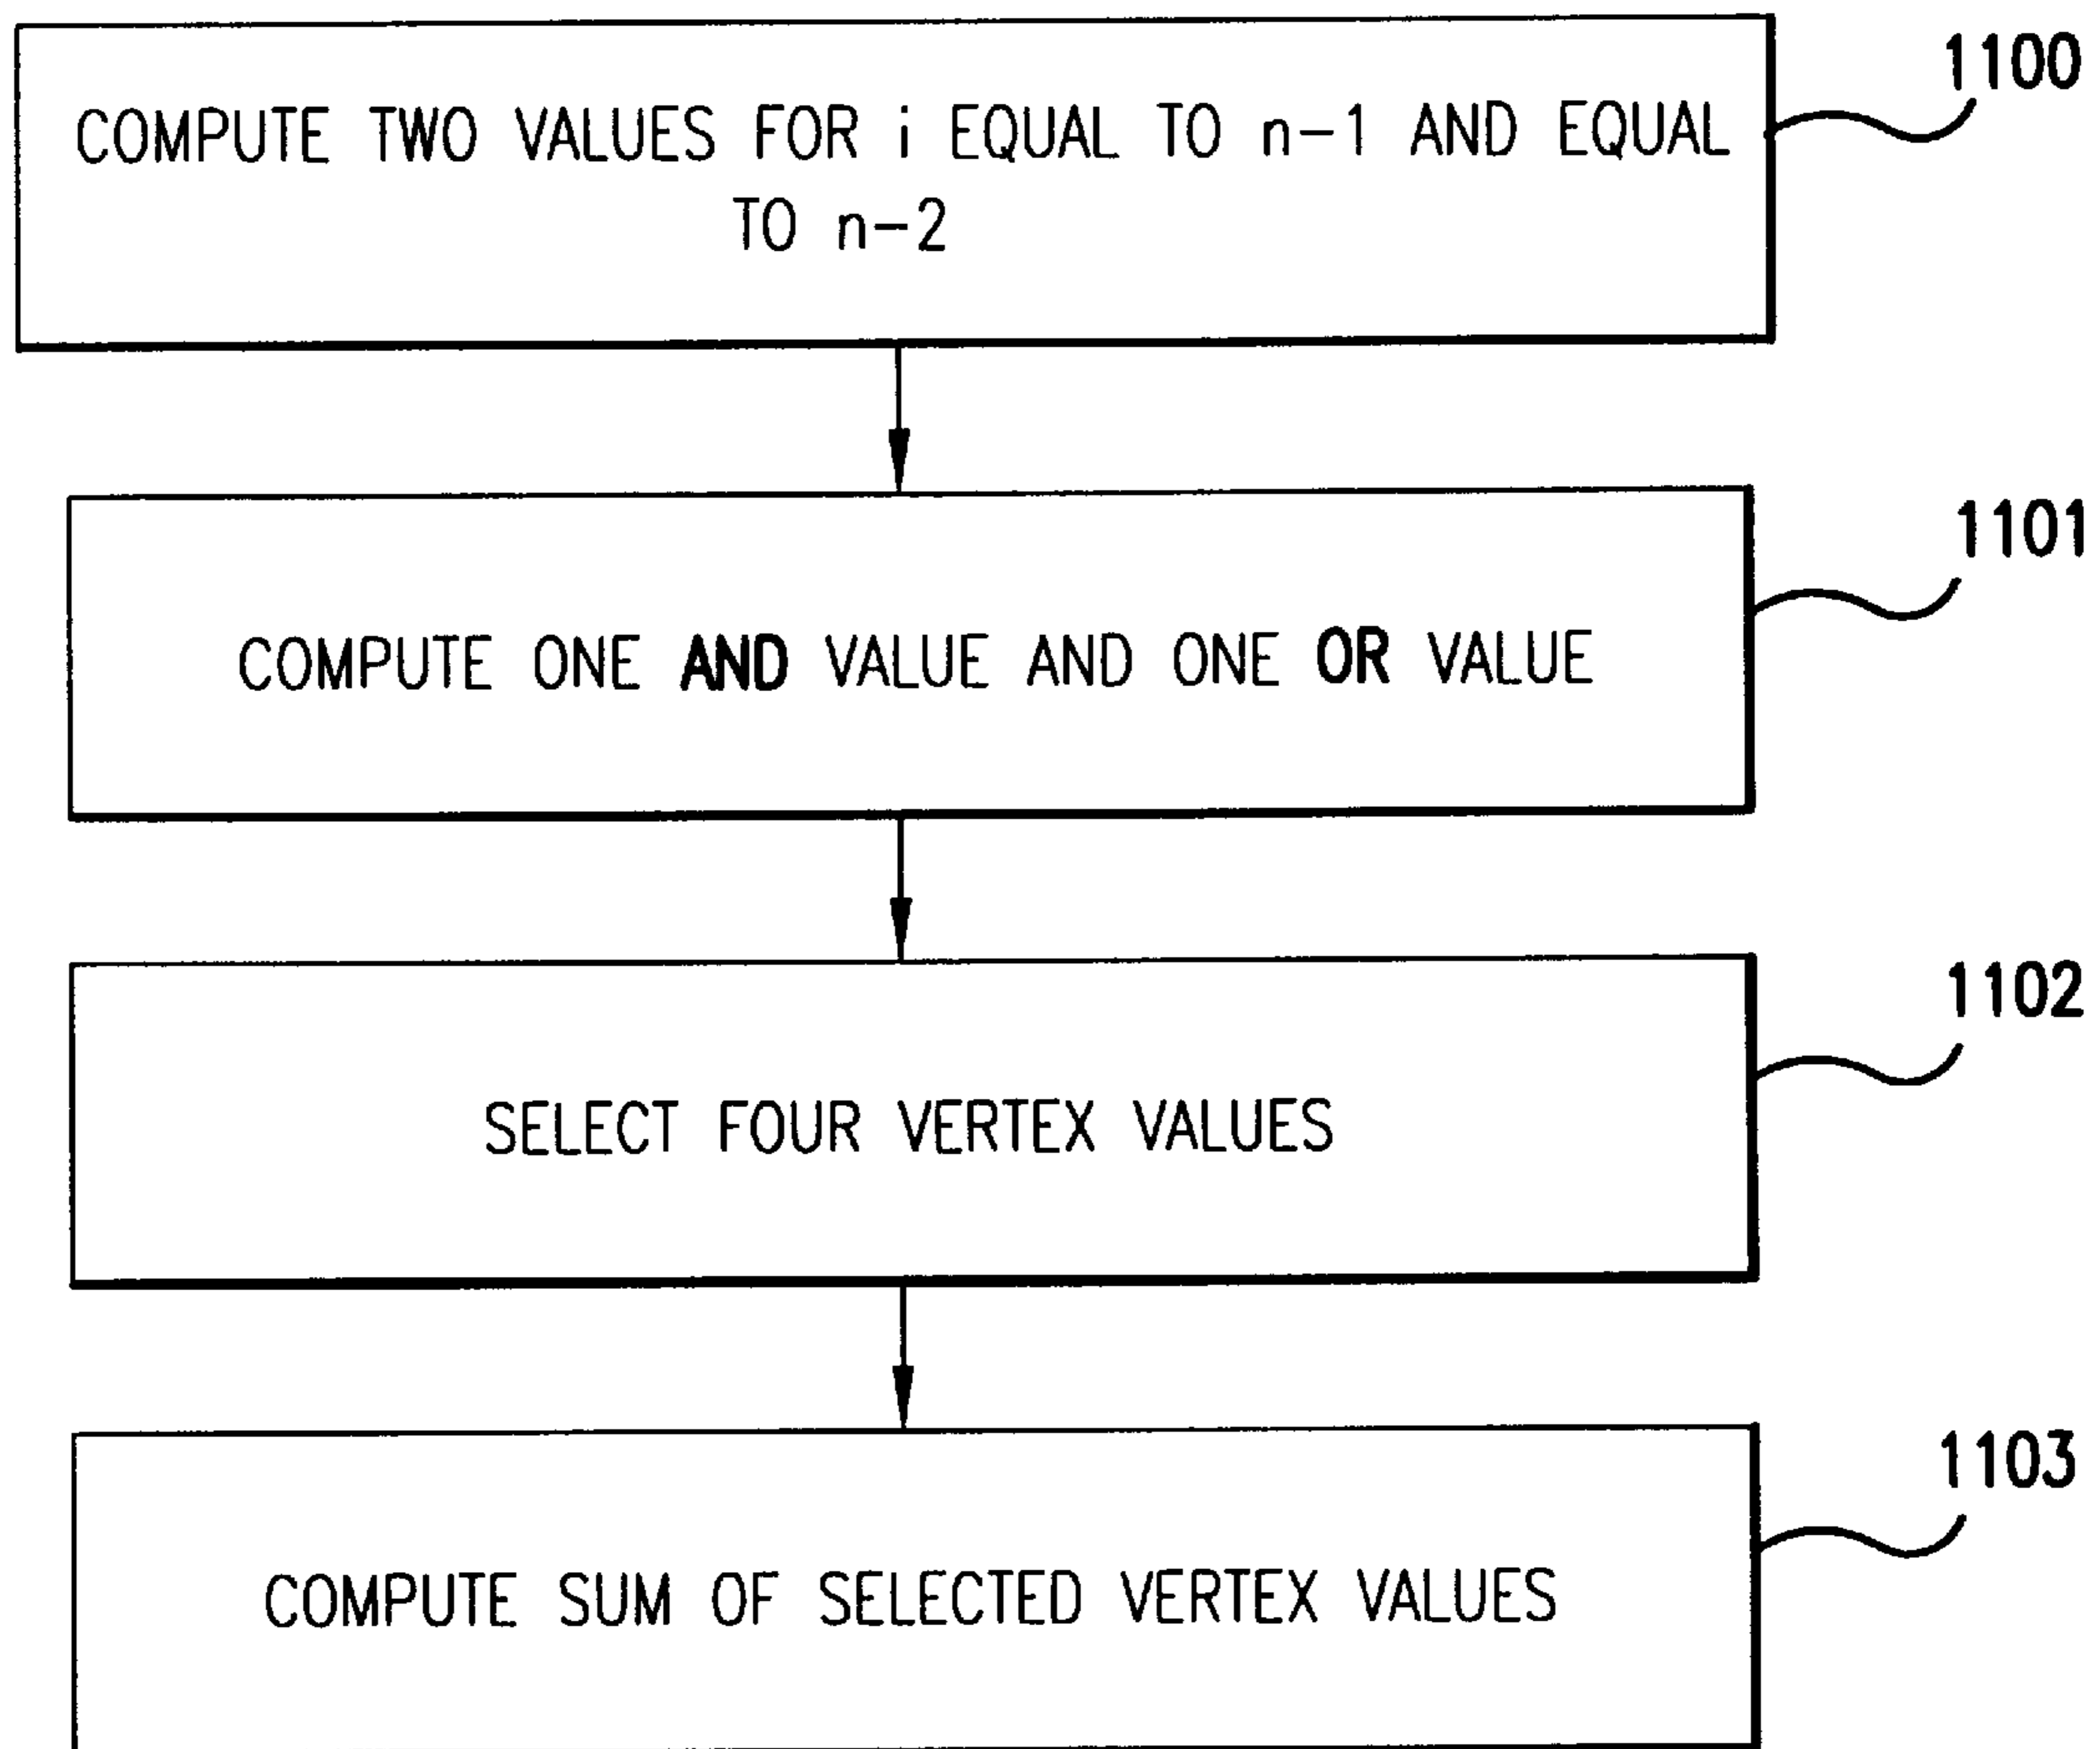 COMPUTE TWO VALUES FOR i EQUAL TO n-1 AND EQUAL
TO n-2
1100
COMPUTE ONE AND VALUE AND ONE OR VALUE
1101
SELECT FOUR VERTEX VALUES
1102
COMPUTE SUM OF SELECTED VERTEX VALUES
1103